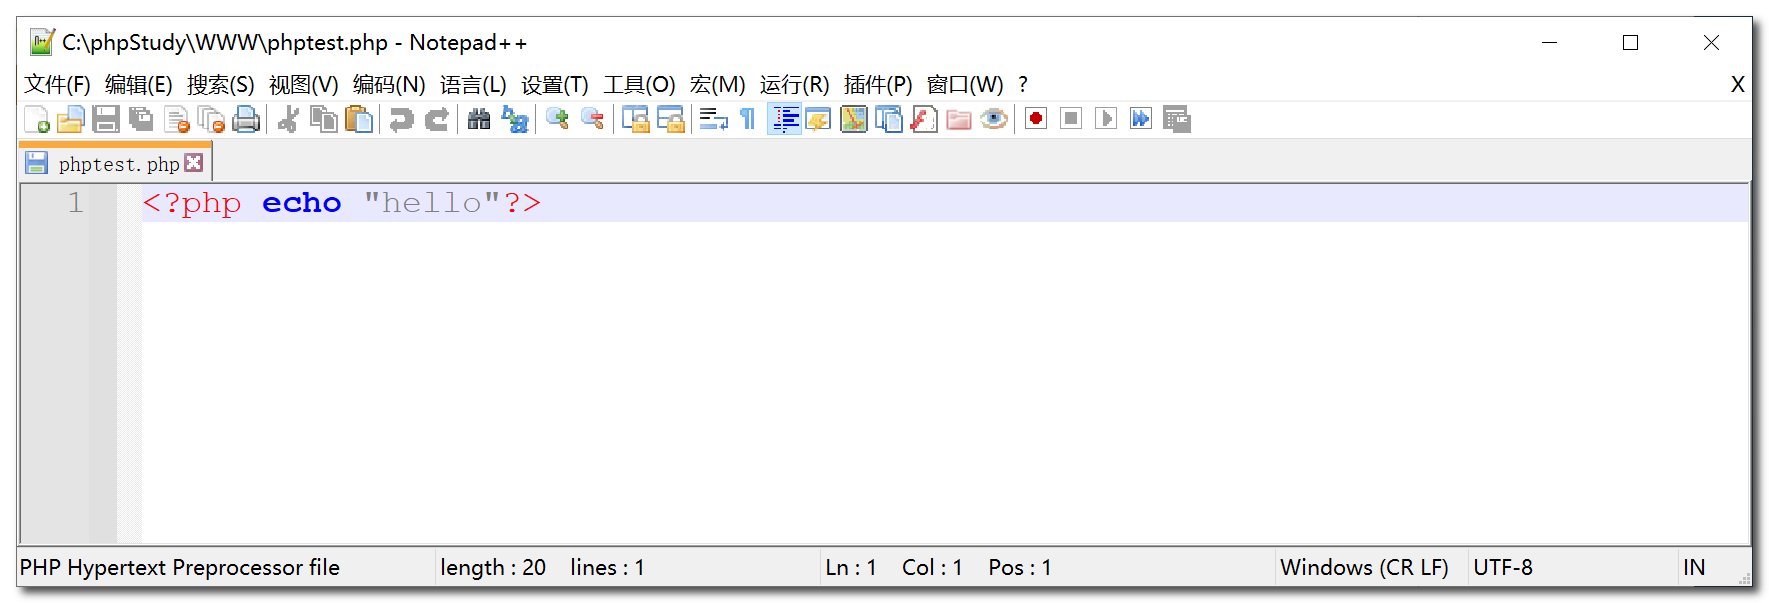 C:\phpStudy\WWW\phptest.php - Notepad++
文件(F) 编辑(E) 搜索(S) 视图(V) 编码(N) 语言(L) 设置(T) 工具(O) 宏(M) 运行(R) 插件(P) 窗口(W) ? X
phptest.php
1 <?php echo "hello"?>
PHP Hypertext Preprocessor file length : 20 lines : 1 Ln : 1 Col : 1 Pos : 1 Windows (CR LF) UTF-8 IN